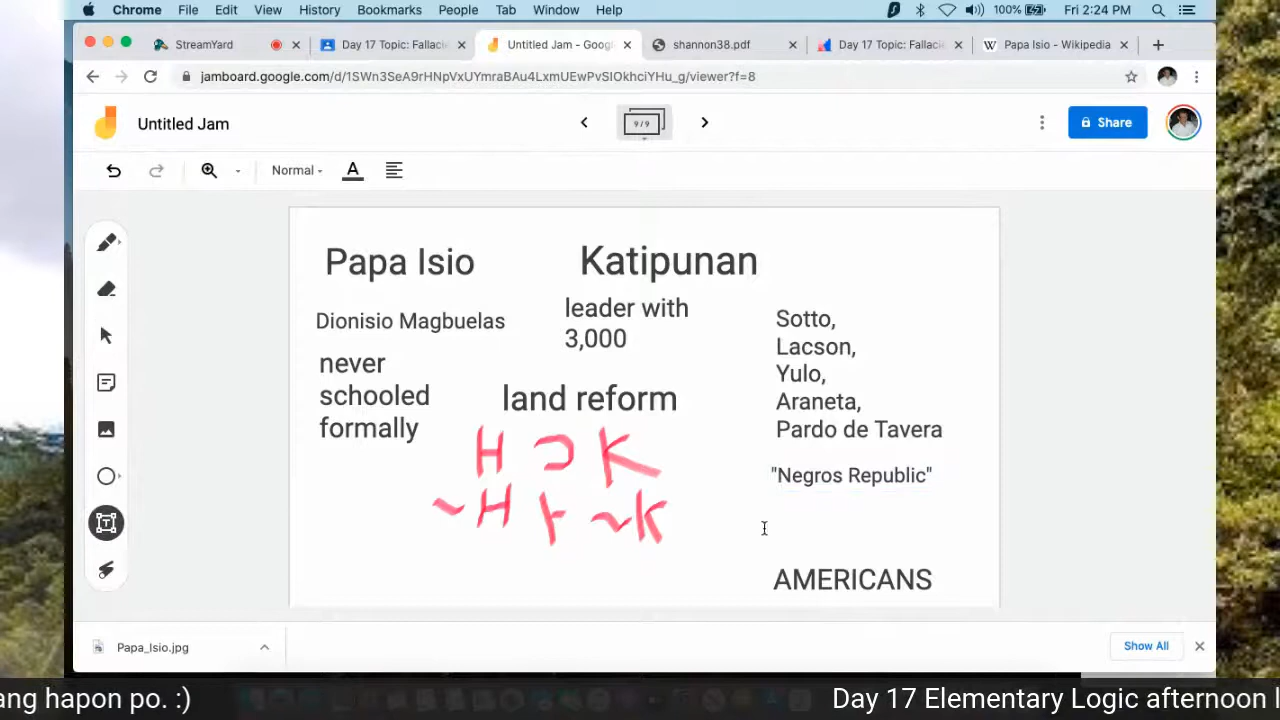 Chrome File Edit View History Bookmarks People Tab Window Help 100% Fri 2:24 PM
StreamYard Day 17 Topic: Fallacie Untitled Jam - Goog shannon38.pdf Day 17 Topic: Fallacie Papa Isio - Wikipedia
jamboard.google.com/d/1SWn3SeA9rHNpVxUYmraBAu4LxmUEwPvSIOkhciYHu_g/viewer?f=8
Untitled Jam
9/9
Share
Normal
A
Papa Isio
Katipunan
Dionisio Magbuelas
leader with
3,000
never
schooled
formally
land reform
Sotto,
Lacson,
Yulo,
Araneta,
Pardo de Tavera
H ⊃ K
~H ⊦ ~K
"Negros Republic"
AMERICANS
Papa_Isio.jpg
Show All
ang hapon po. :)
Day 17 Elementary Logic afternoon l